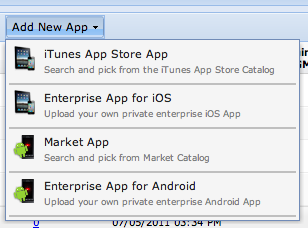 Add New App
iTunes App Store App
Search and pick from the iTunes App Store Catalog
Enterprise App for iOS
Upload your own private enterprise iOS App
Market App
Search and pick from Market Catalog
Enterprise App for Android
Upload your own private enterprise Android App
0 07/05/2011 03:34 PM